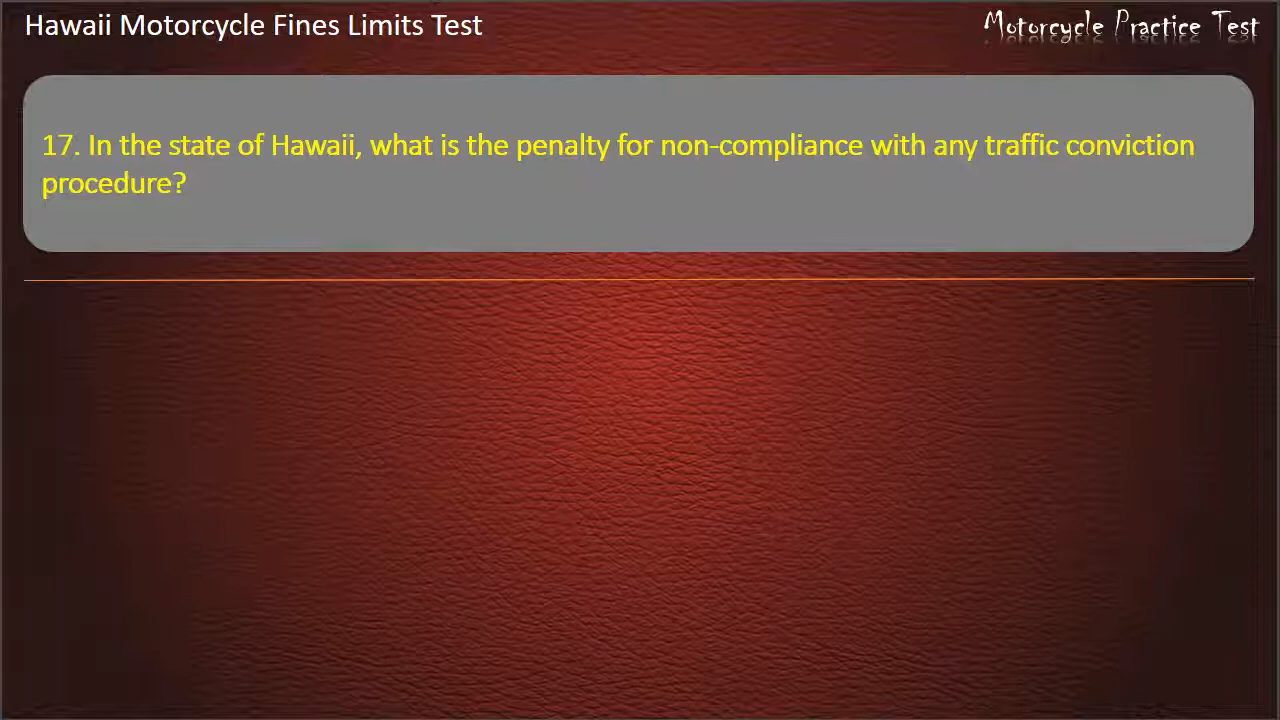 Hawaii Motorcycle Fines Limits Test
Motorcycle Practice Test
17. In the state of Hawaii, what is the penalty for non-compliance with any traffic conviction
procedure?